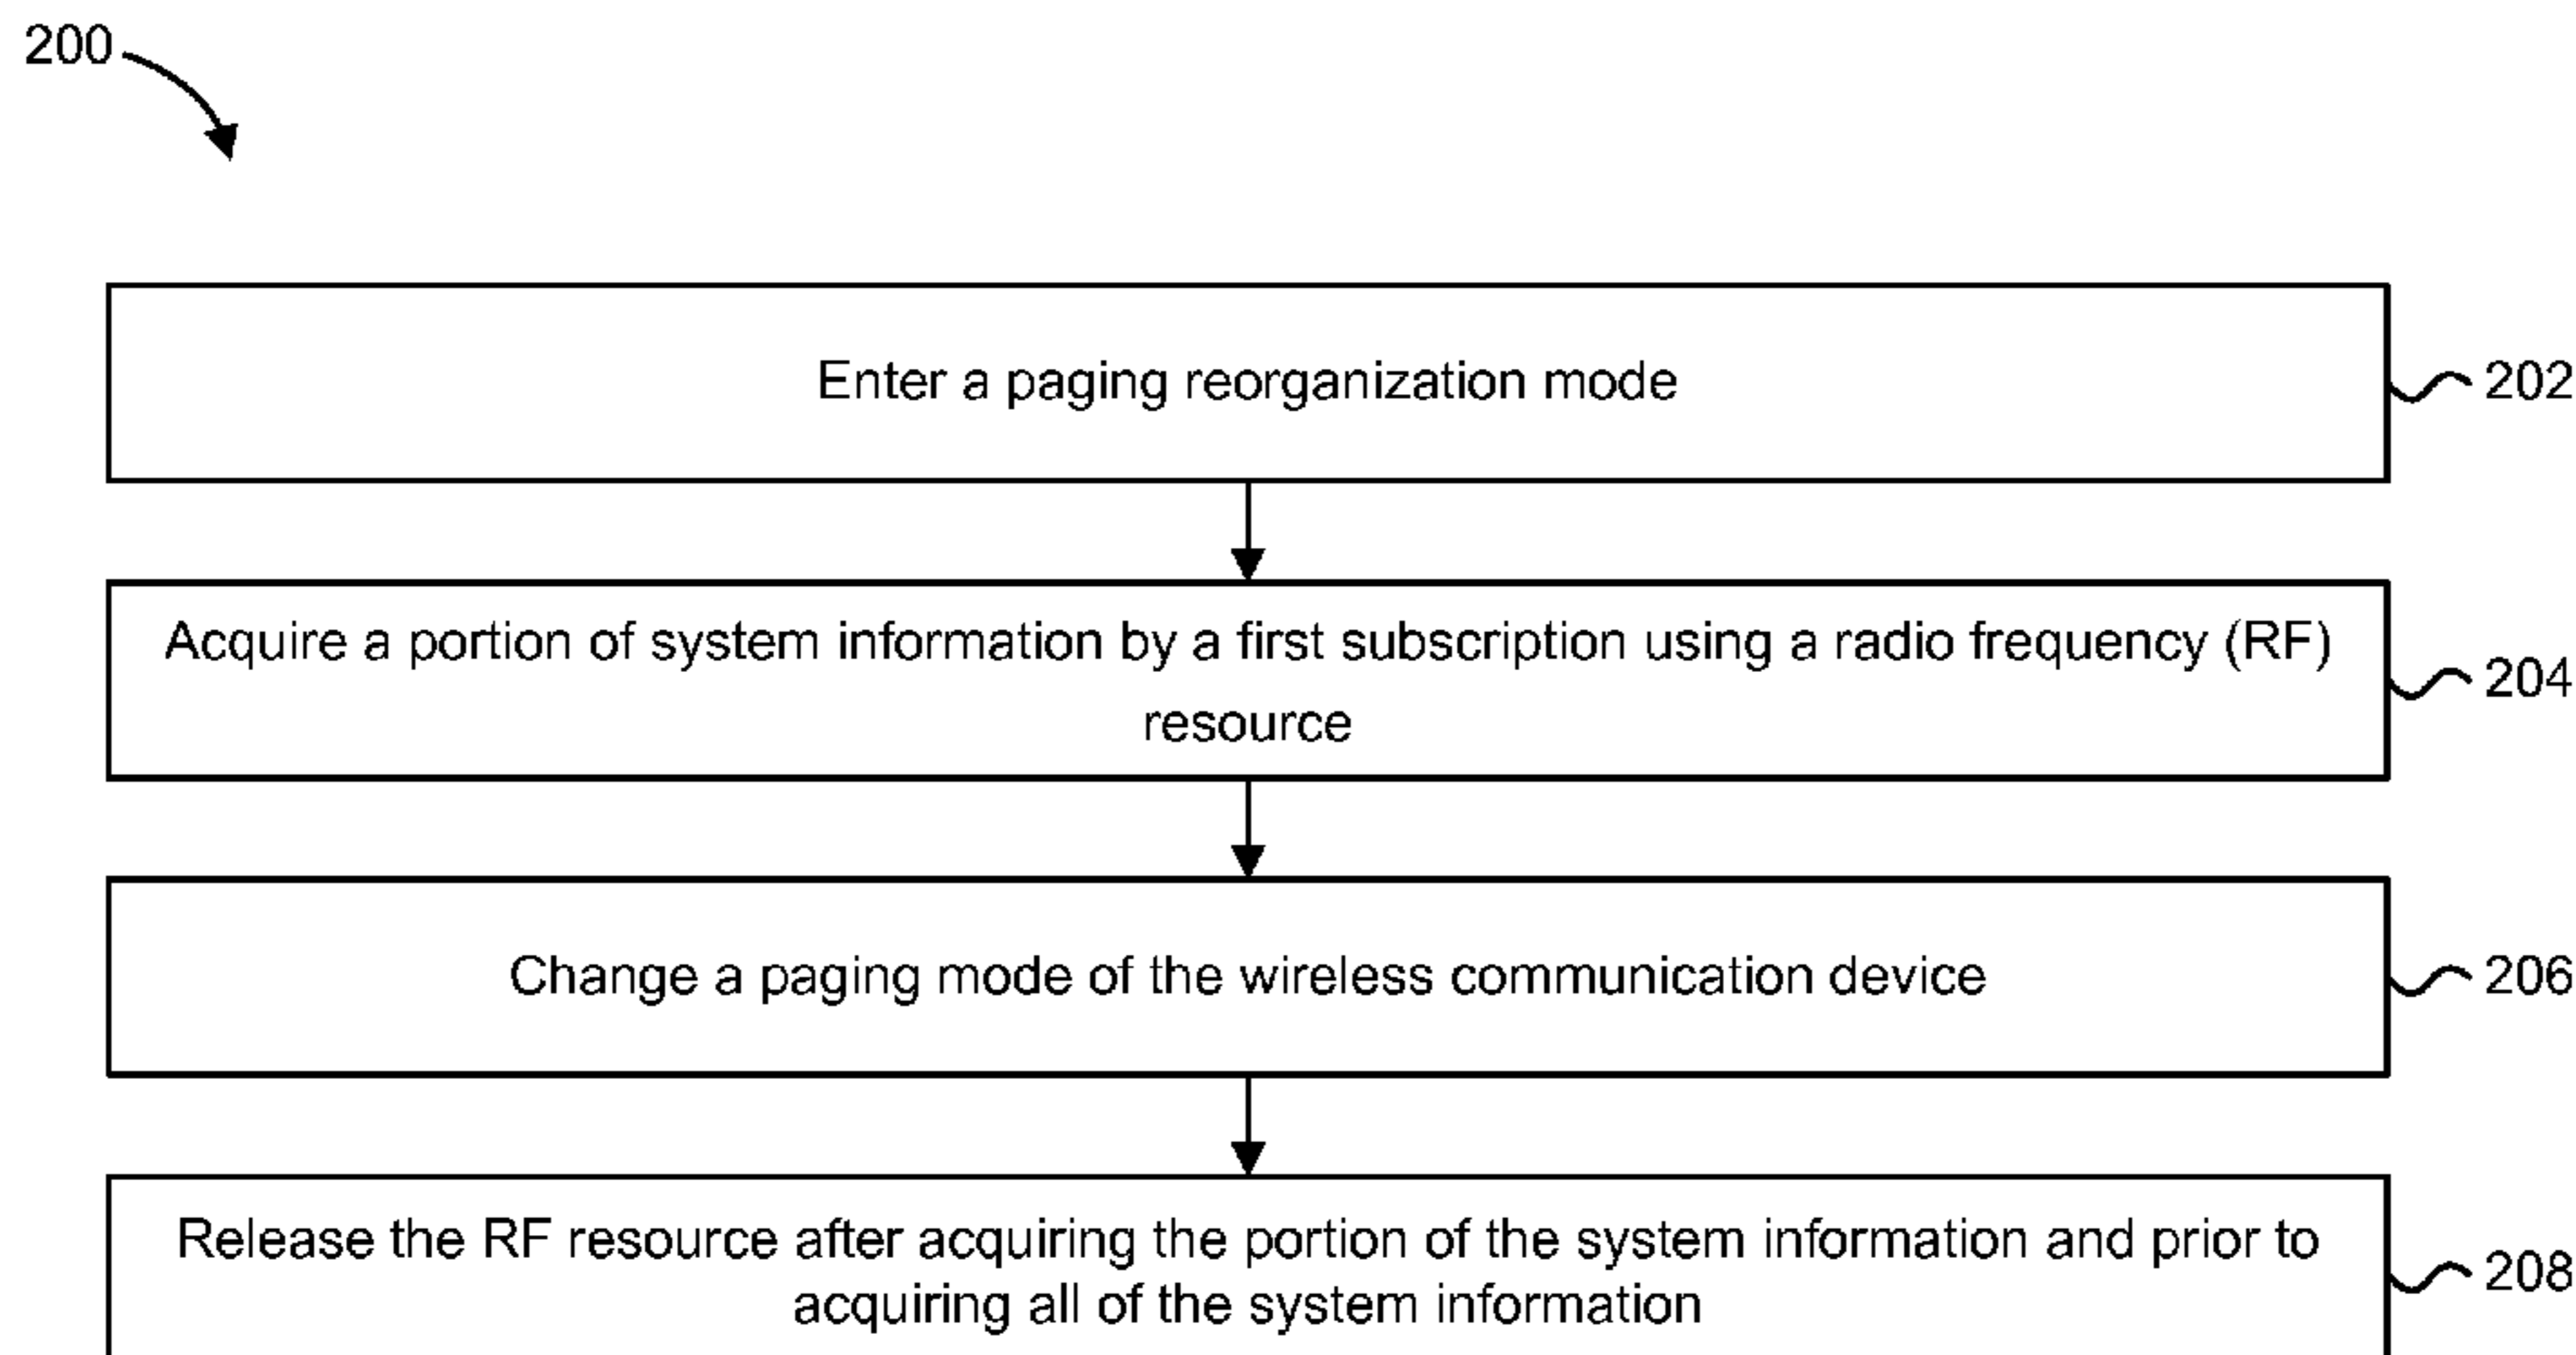 200
Enter a paging reorganization mode
202
Acquire a portion of system information by a first subscription using a radio frequency (RF)
resource
204
Change a paging mode of the wireless communication device
206
Release the RF resource after acquiring the portion of the system information and prior to
acquiring all of the system information
208